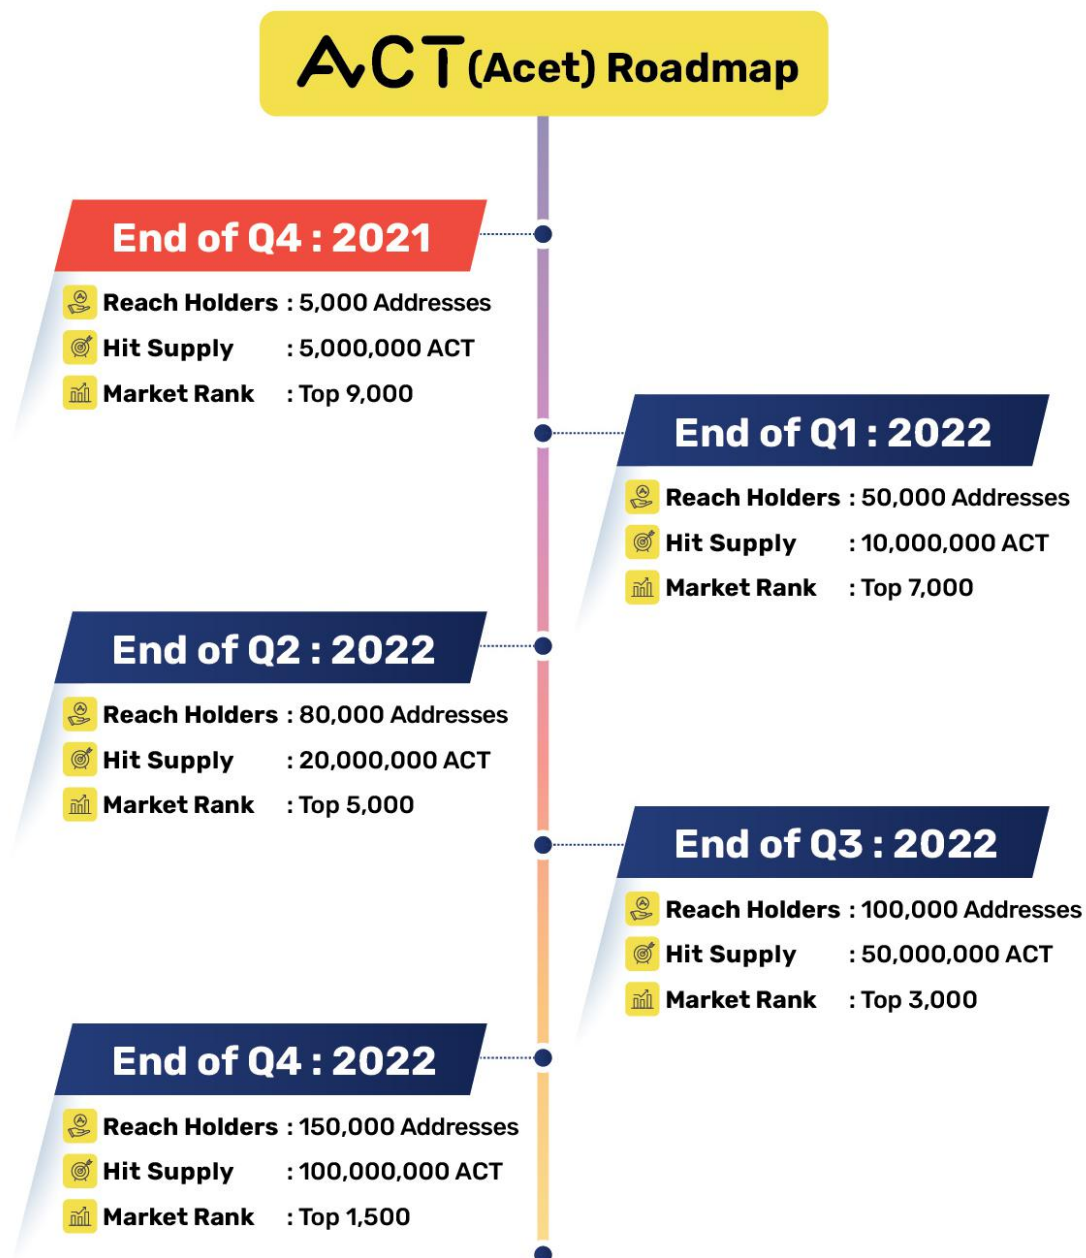 ACT (Acet) Roadmap
End of Q4 : 2021
Reach Holders : 5,000 Addresses
Hit Supply : 5,000,000 ACT
Market Rank : Top 9,000
End of Q1 : 2022
Reach Holders : 50,000 Addresses
Hit Supply : 10,000,000 ACT
Market Rank : Top 7,000
End of Q2 : 2022
Reach Holders : 80,000 Addresses
Hit Supply : 20,000,000 ACT
Market Rank : Top 5,000
End of Q3 : 2022
Reach Holders : 100,000 Addresses
Hit Supply : 50,000,000 ACT
Market Rank : Top 3,000
End of Q4 : 2022
Reach Holders : 150,000 Addresses
Hit Supply : 100,000,000 ACT
Market Rank : Top 1,500